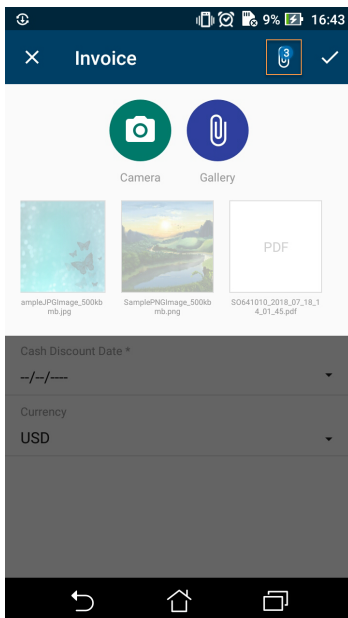 9% 16:43
Invoice 3
Camera Gallery
ampleJPGImage_500kb
mb.jpg
SamplePNGImage_500kb
mb.png
PDF
SO641010_2018_07_18_1
4_01_45.pdf
Cash Discount Date *
--/--/----
Currency
USD